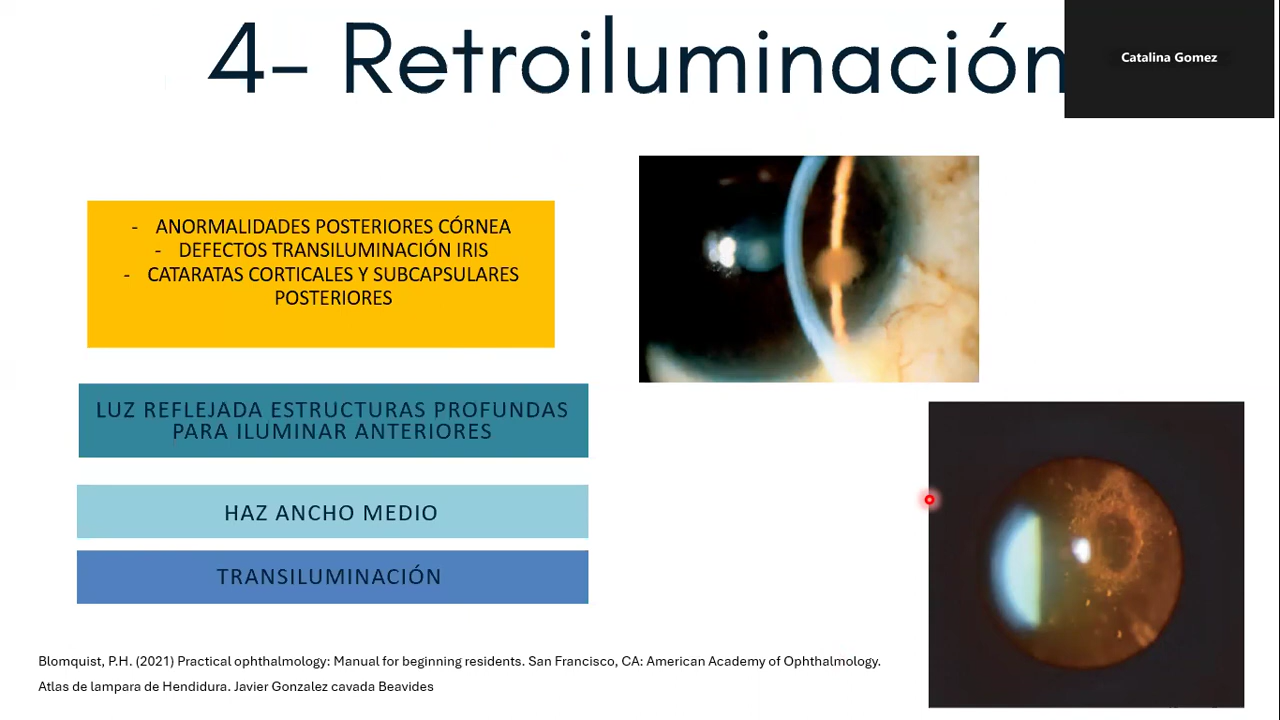 4- Retroiluminación
Catalina Gomez
- ANORMALIDADES POSTERIORES CÓRNEA
- DEFECTOS TRANSILUMINACIÓN IRIS
- CATARATAS CORTICALES Y SUBCAPSULARES
POSTERIORES
LUZ REFLEJADA ESTRUCTURAS PROFUNDAS
PARA ILUMINAR ANTERIORES
HAZ ANCHO MEDIO
TRANSILUMINACIÓN
Blomquist, P.H. (2021) Practical ophthalmology: Manual for beginning residents. San Francisco, CA: American Academy of Ophthalmology.
Atlas de lampara de Hendidura. Javier Gonzalez cavada Beavides